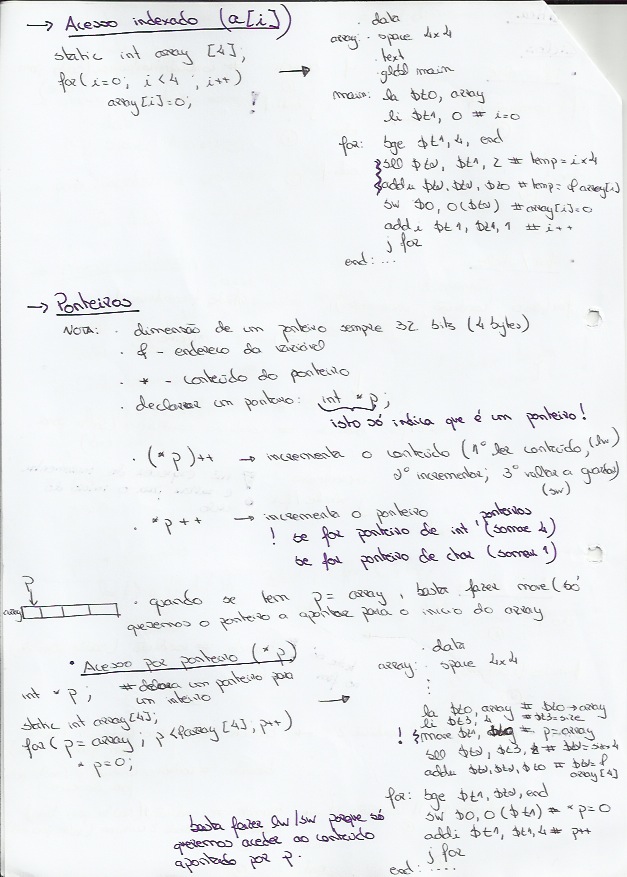 → Acesso indexado (a[i])
static int array [4];
for(i=0; i<4 ; i++)
array[i]=0;
!
→
.data
array: .space 4x4
.text
.globl main
main: la $t0, array
li $t1, 0 # i=0
for: bge $t1, 4, end
sll $t2, $t1, 2 # temp = i x 4
addu $t2, $t2, $t0 # temp = & array[i]
sw $0, 0($t2) # array[i]=0
addi $t1, $t1, 1 # i++
j for
end: ...
→ Ponteiros
NOTA: . dimensão de um ponteiro sempre 32 bits (4 bytes)
. & - endereço da variável
. * - conteúdo do ponteiro
. declarar um ponteiro: int *p;
isto só indica que é um ponteiro!
. (*p)++ → incrementa o conteúdo (1º ler conteúdo, (lw)
2º incrementar; 3º voltar a guardar)
(sw)
. *p++ → incrementa o ponteiro
! se for ponteiro de int (somar 4)
ponteiros
se for ponteiro de char (somar 1)
p
array
. quando se tem p = array, basta fazer move (só
queremos o ponteiro a apontar para o inicio do array
• Acesso por ponteiro (*p)
int *p; # declara um ponteiro para
um inteiro
static int array[4];
for( p = array ; p < &array[4], p++)
*p=0;
→
.data
array: .space 4x4
:
la $t0, array # $t0 → array
li $t3, 4 # $t3=size
! move $t1, $t0 # p=array
sll $t2, $t3, 2 # $t2 = size x 4
addu $t2, $t2, $t0 # $t2 = &
array[4]
for: bge $t1, $t2, end
sw $0, 0($t1) # *p=0
addi $t1, $t1, 4 # p++
j for
end: ....
basta fazer lw/sw porque só
queremos aceder ao conteúdo
apontado por p.